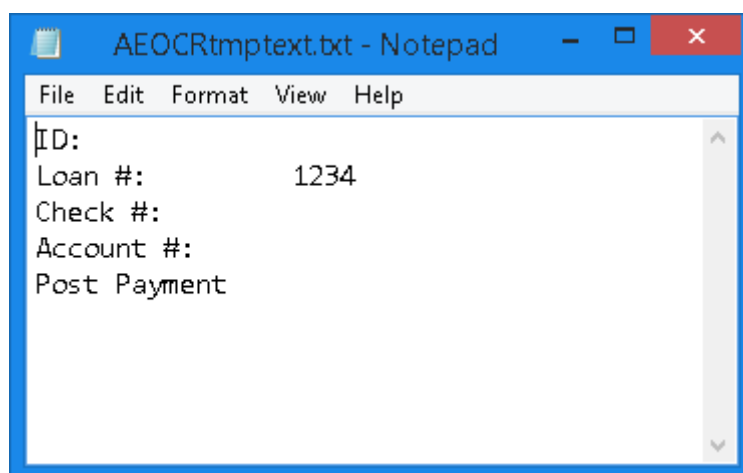 AEOCRtmptext.txt - Notepad
File Edit Format View Help
ID:
Loan #: 1234
Check #:
Account #:
Post Payment